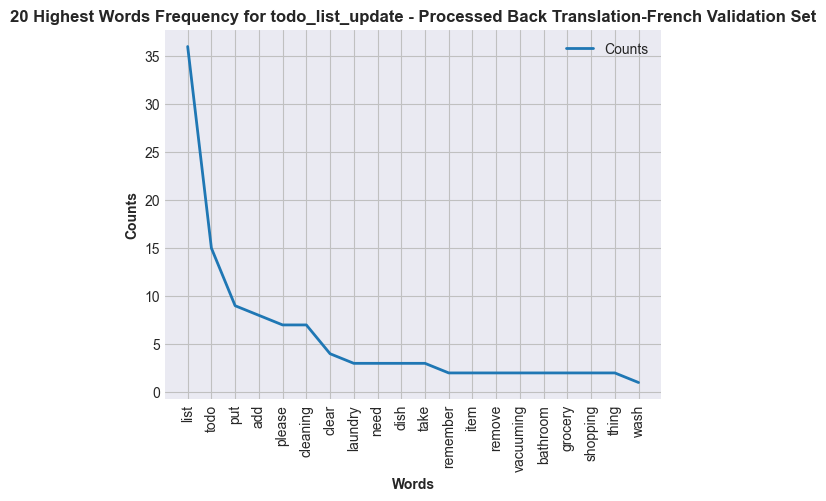 20 Highest Words Frequency for todo_list_update - Processed Back Translation-French Validation Set
Counts
35
30
25
20
15
10
5
0
Counts
list
todo
put
add
please
cleaning
clear
laundry
need
dish
take
remember
item
remove
vacuuming
bathroom
grocery
shopping
thing
wash
Words